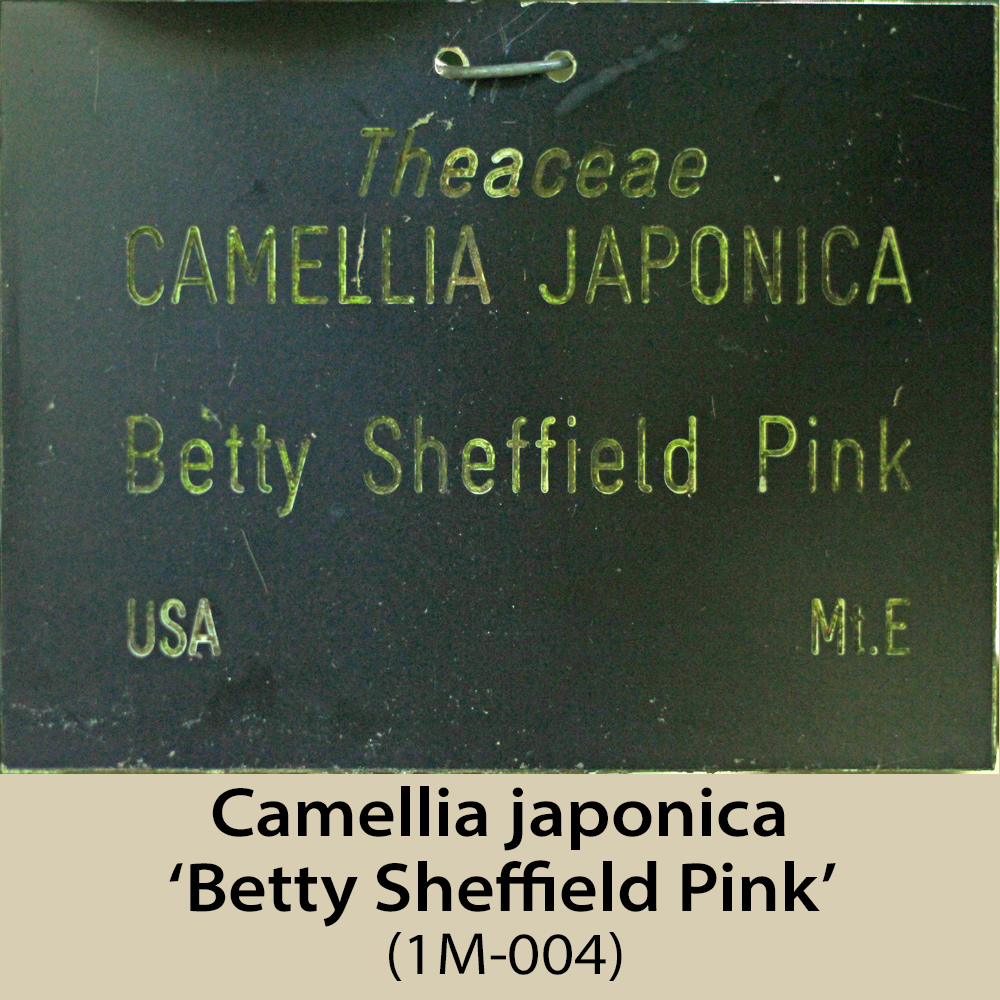 Theaceae
CAMELLIA JAPONICA
Betty Sheffield Pink
USA Mt.E
Camellia japonica
‘Betty Sheffield Pink’
(1M-004)